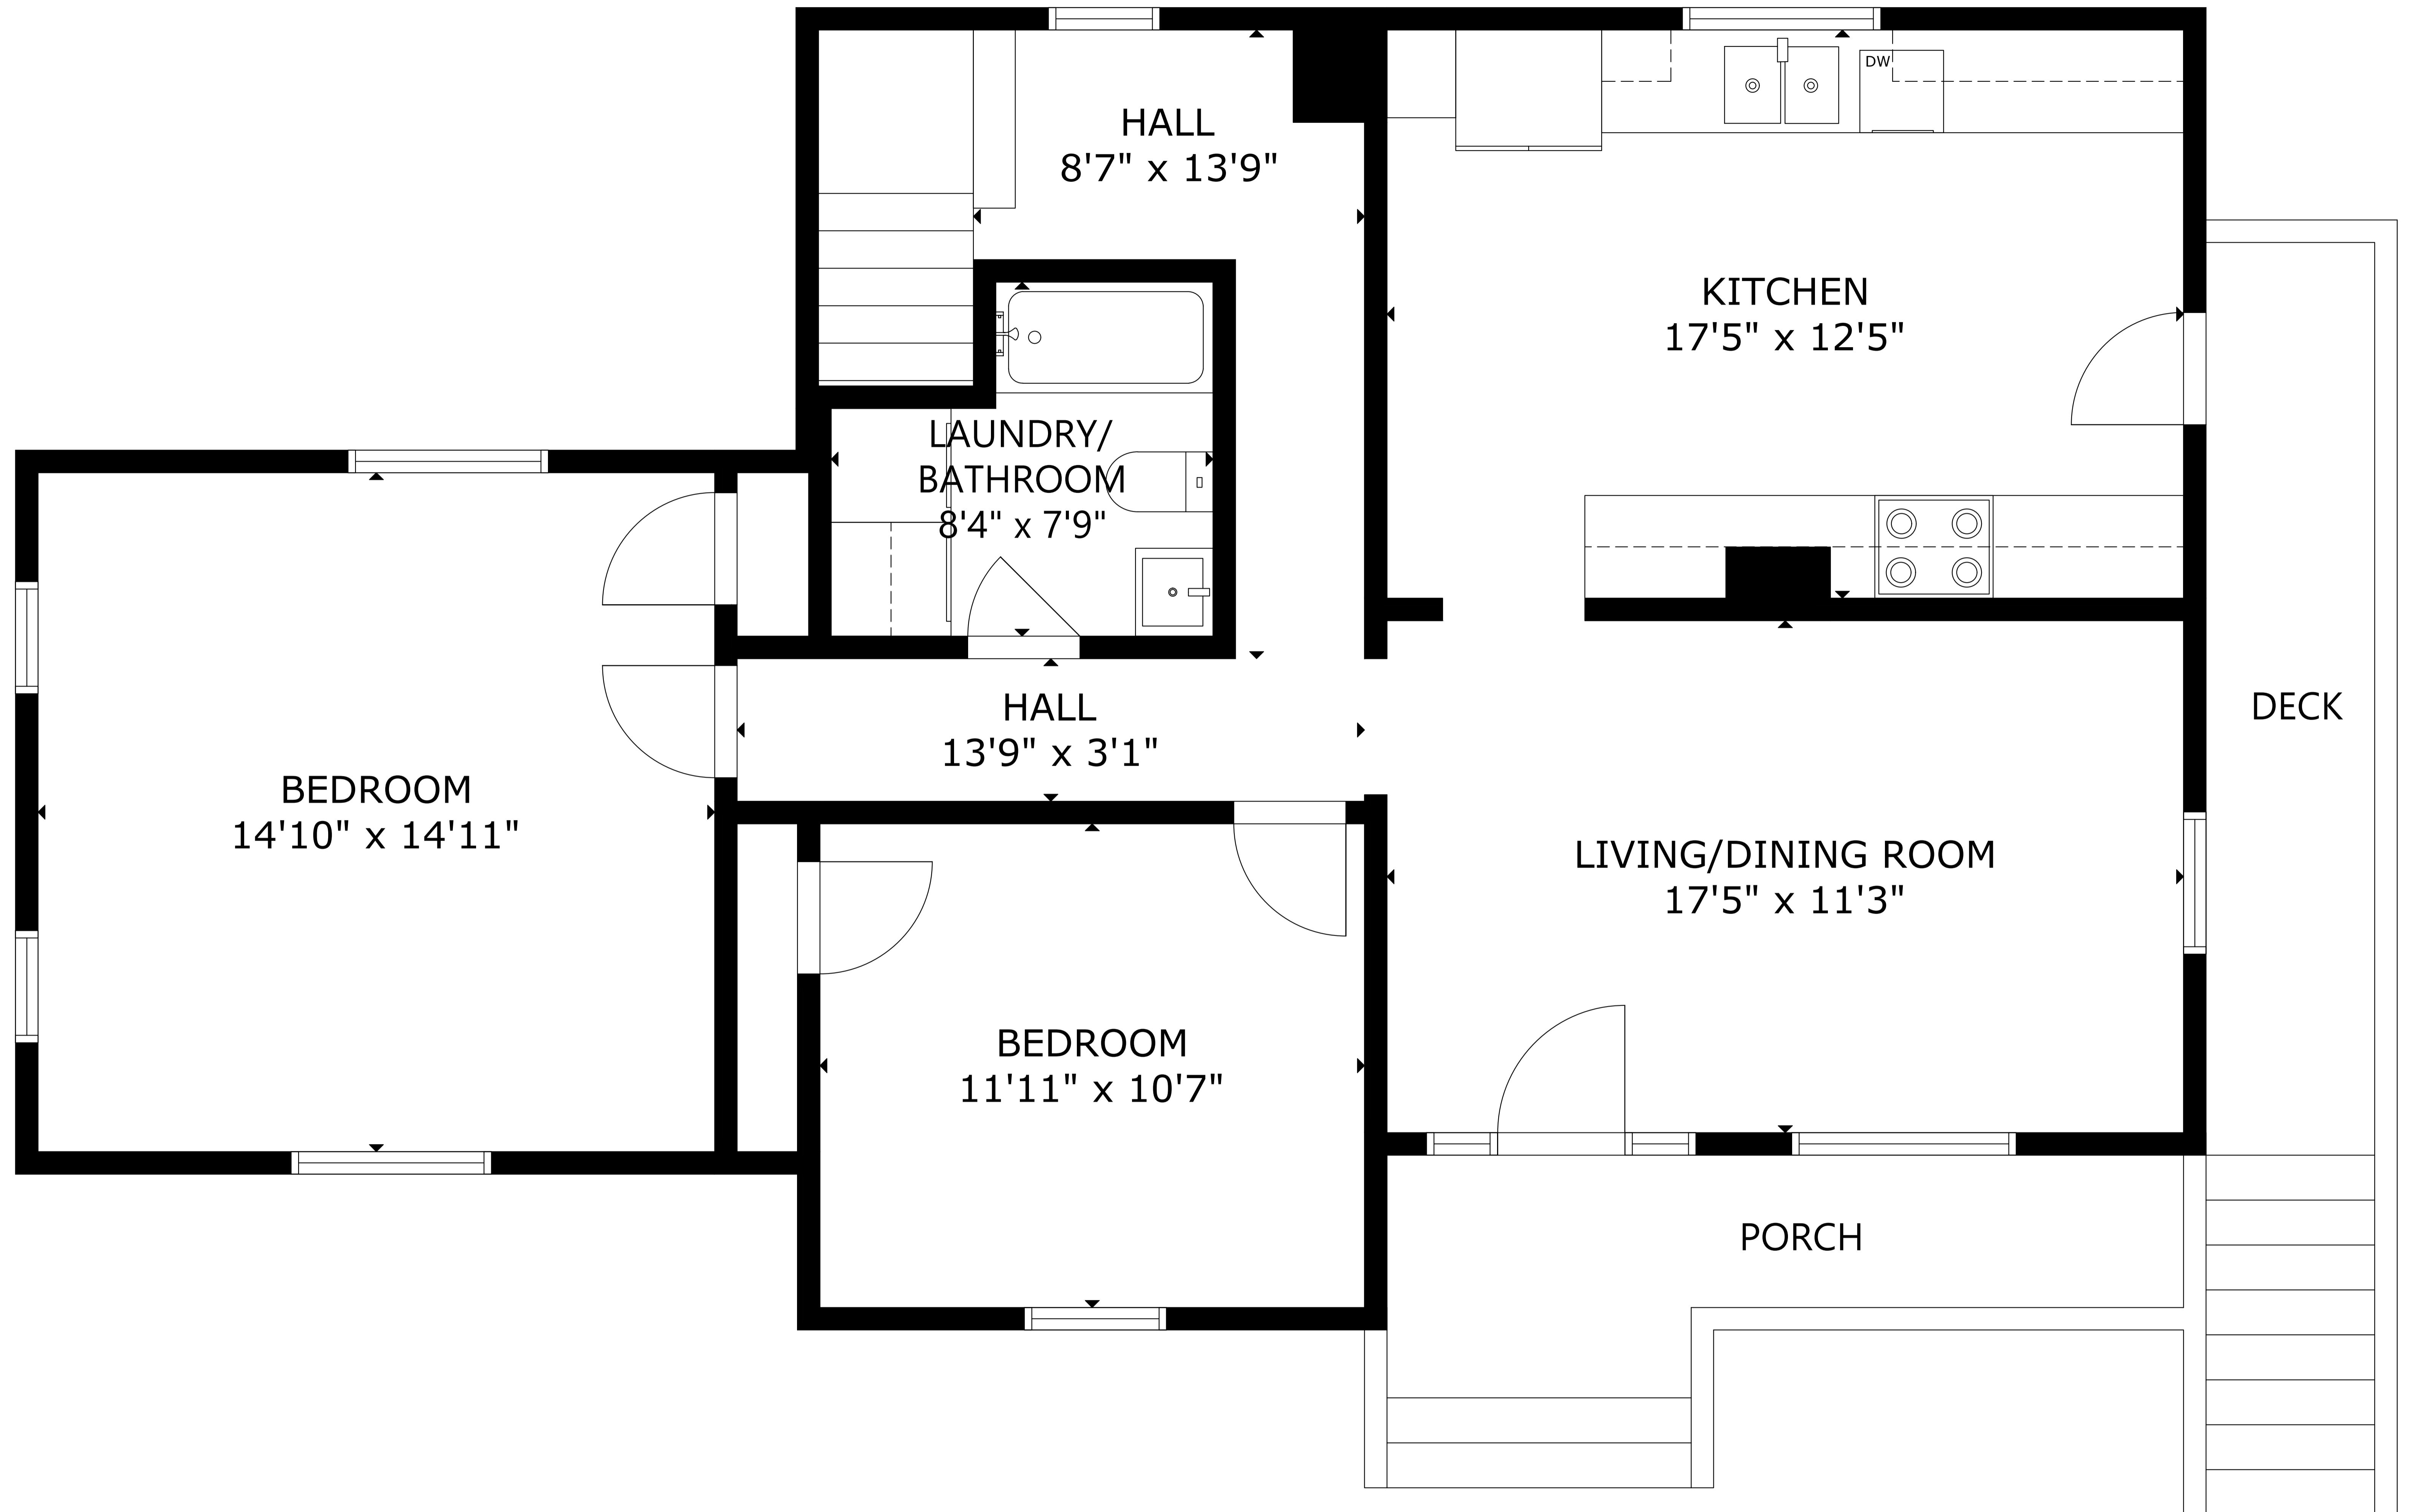 HALL
8'7" x 13'9"
DW
KITCHEN
17'5" x 12'5"
LAUNDRY/
BATHROOM
8'4" x 7'9"
HALL
13'9" x 3'1"
DECK
BEDROOM
14'10" x 14'11"
LIVING/DINING ROOM
17'5" x 11'3"
BEDROOM
11'11" x 10'7"
PORCH